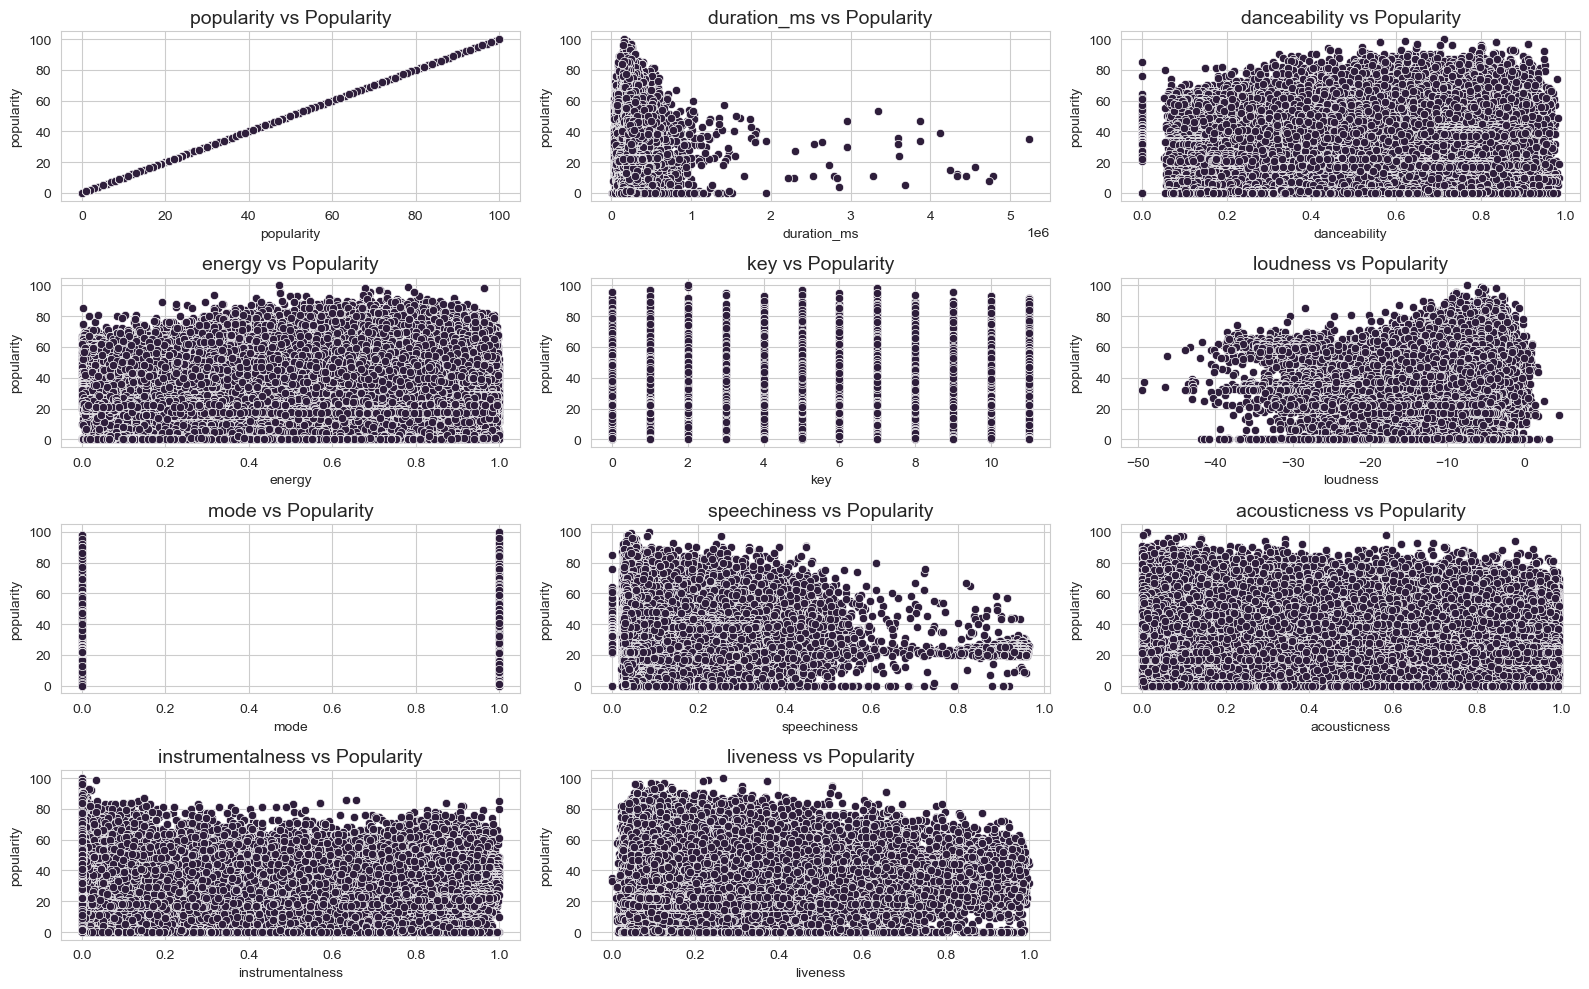 popularity vs Popularity
100
80
60
40
20
0
popularity
0 20 40 60 80 100
popularity
duration_ms vs Popularity
100
80
60
40
20
0
popularity
0 1 2 3 4 5
1e6
duration_ms
danceability vs Popularity
100
80
60
40
20
0
popularity
0.0 0.2 0.4 0.6 0.8 1.0
danceability
energy vs Popularity
100
80
60
40
20
0
popularity
0.0 0.2 0.4 0.6 0.8 1.0
energy
key vs Popularity
100
80
60
40
20
0
popularity
0 2 4 6 8 10
key
loudness vs Popularity
100
80
60
40
20
0
popularity
−50 −40 −30 −20 −10 0
loudness
mode vs Popularity
100
80
60
40
20
0
popularity
0.0 0.2 0.4 0.6 0.8 1.0
mode
speechiness vs Popularity
100
80
60
40
20
0
popularity
0.0 0.2 0.4 0.6 0.8 1.0
speechiness
acousticness vs Popularity
100
80
60
40
20
0
popularity
0.0 0.2 0.4 0.6 0.8 1.0
acousticness
instrumentalness vs Popularity
100
80
60
40
20
0
popularity
0.0 0.2 0.4 0.6 0.8 1.0
instrumentalness
liveness vs Popularity
100
80
60
40
20
0
popularity
0.0 0.2 0.4 0.6 0.8 1.0
liveness